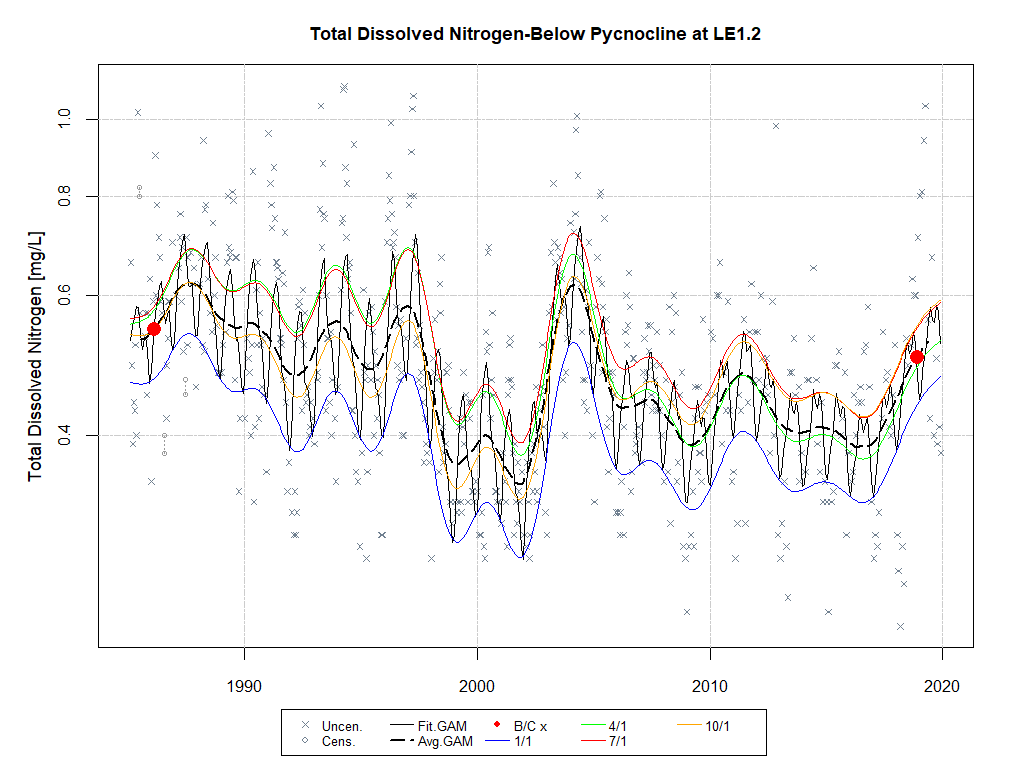 Total Dissolved Nitrogen-Below Pycnocline at LE1.2
Total Dissolved Nitrogen [mg/L]
1.0
0.8
0.6
0.4
1990 2000 2010 2020
Uncen. Fit.GAM B/C x 4/1 10/1
Cens. Avg.GAM 1/1 7/1